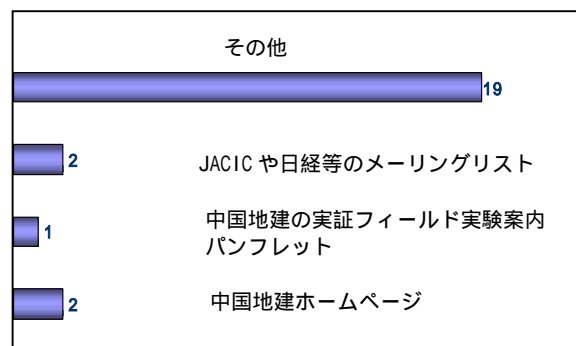 その他
19
2
JACIC や日経等のメーリングリスト
1
中国地建の実証フィールド実験案内
パンフレット
2
中国地建ホームページ